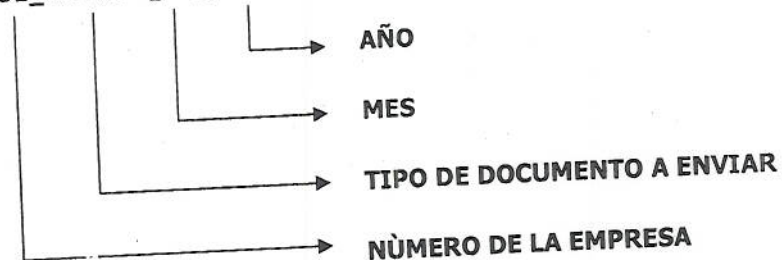 AÑO
MES
TIPO DE DOCUMENTO A ENVIAR
NÙMERO DE LA EMPRESA